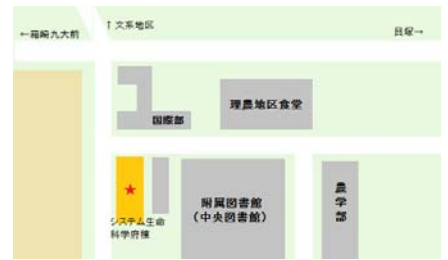 ←箱崎九大前
↑文系地区
貝塚→
国際部
理農地区食堂
システム生命
科学府棟
附属図書館
（中央図書館）
農
学
部